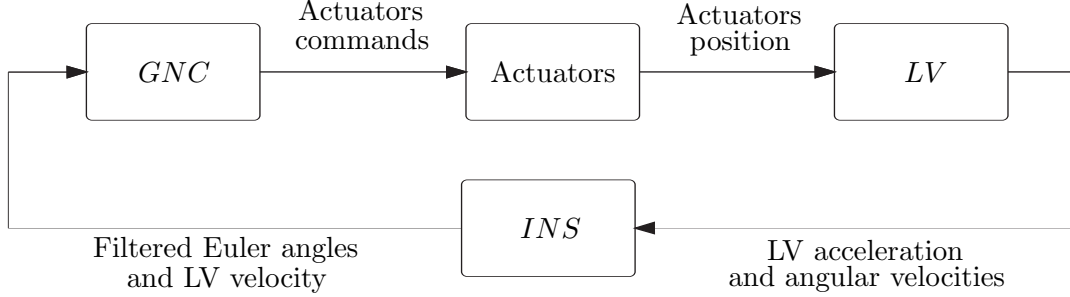 Actuators
commands
Actuators
position
GNC
Actuators
LV
INS
Filtered Euler angles
and LV velocity
LV acceleration
and angular velocities